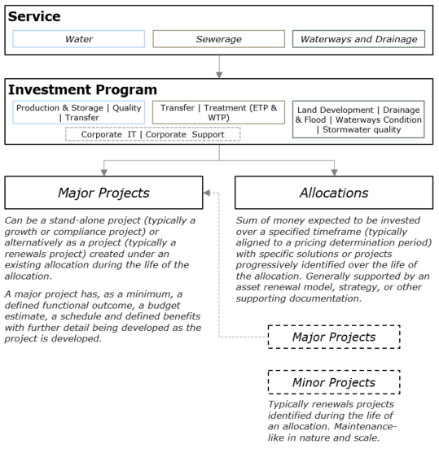 Service
Water
Sewerage
Waterways and Drainage
Investment Program
Production & Storage | Quality
| Transfer
Transfer | Treatment (ETP &
WTP)
Land Development | Drainage
& Flood | Waterways Condition
| Stormwater quality
Corporate IT | Corporate Support
Major Projects
Can be a stand-alone project (typically a
growth or compliance project) or
alternatively as a project (typically a
renewals project) created under an
existing allocation during the life of the
allocation.
A major project has, as a minimum, a
defined functional outcome, a budget
estimate, a schedule and defined benefits
with further detail being developed as the
project is developed.
Allocations
Sum of money expected to be invested
over a specified timeframe (typically
aligned to a pricing determination period)
with specific solutions or projects
progressively identified over the life of
the allocation. Generally supported by an
asset renewal model, strategy, or other
supporting documentation.
Major Projects
Minor Projects
Typically renewals projects
identified during the life of
an allocation. Maintenance-
like in nature and scale.